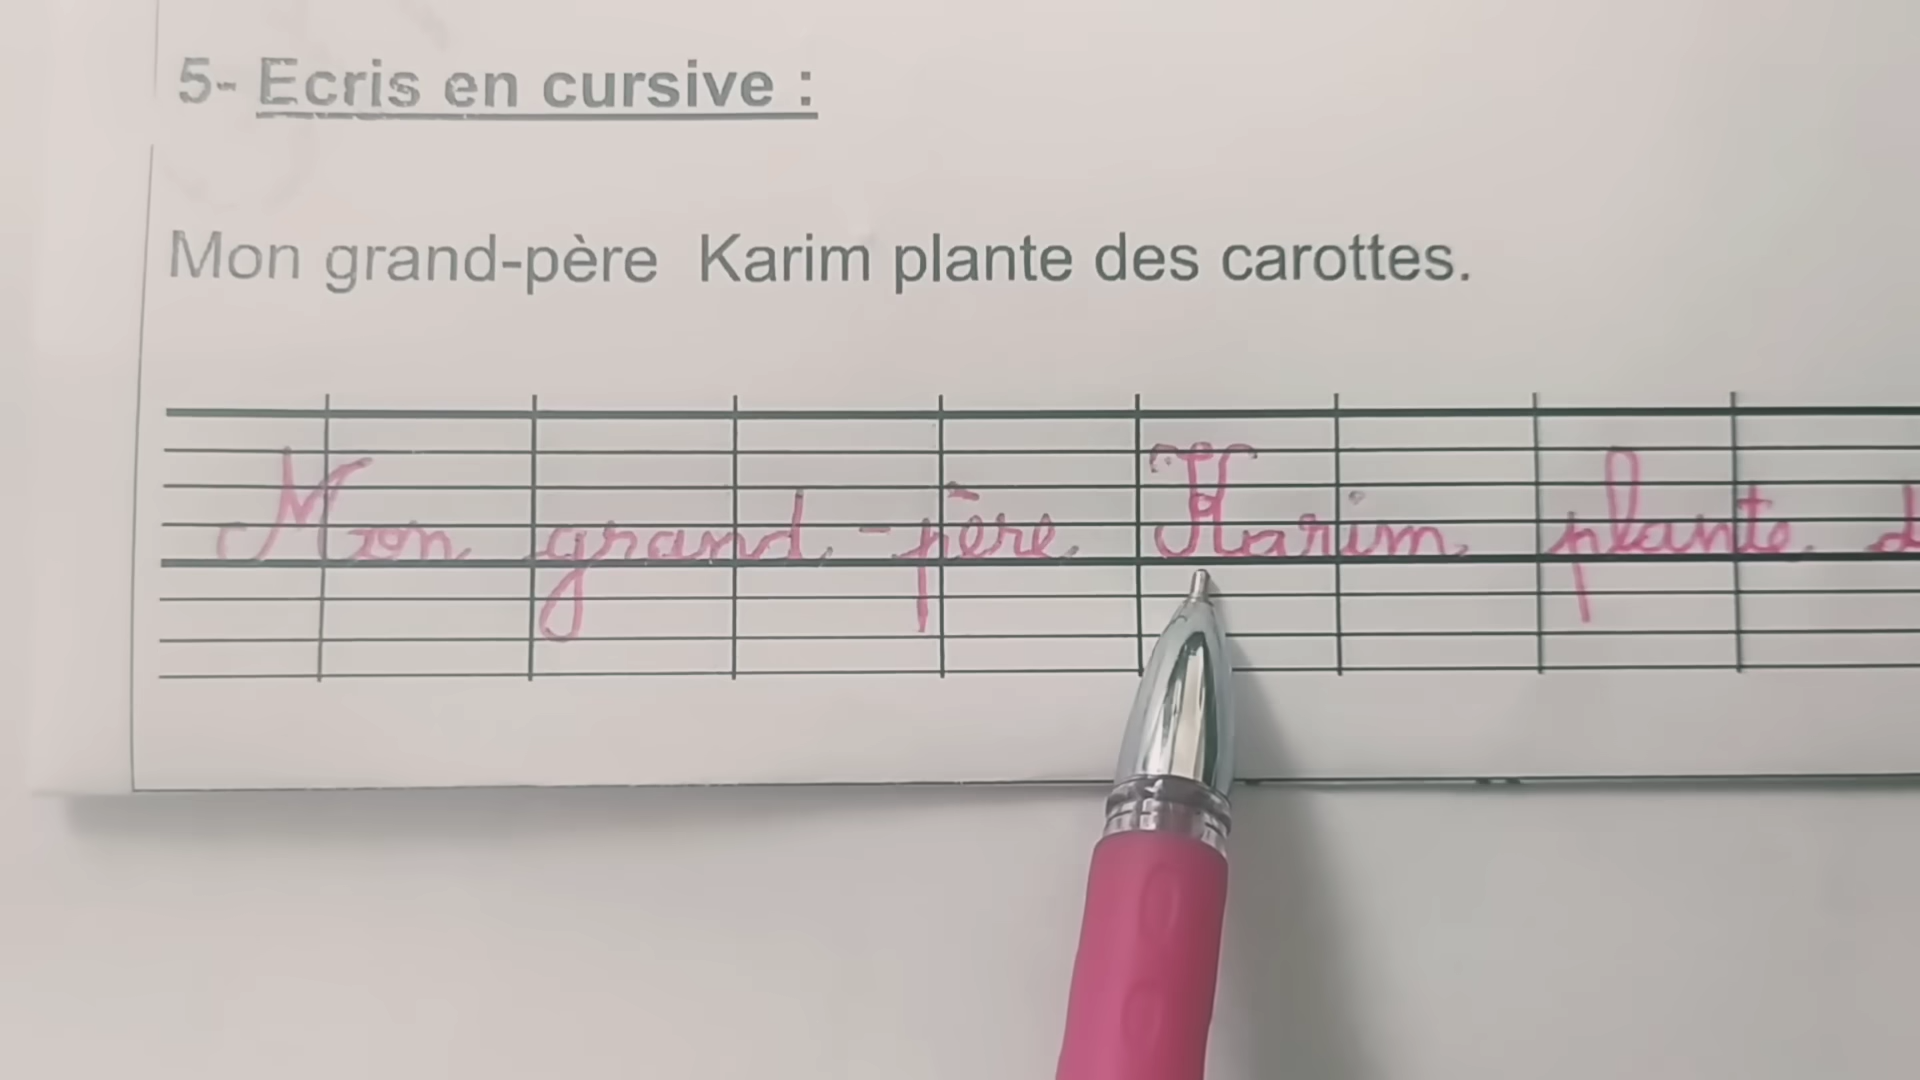 5- Ecris en cursive :
Mon grand-père Karim plante des carottes.
Mon grand-père Karim plante d